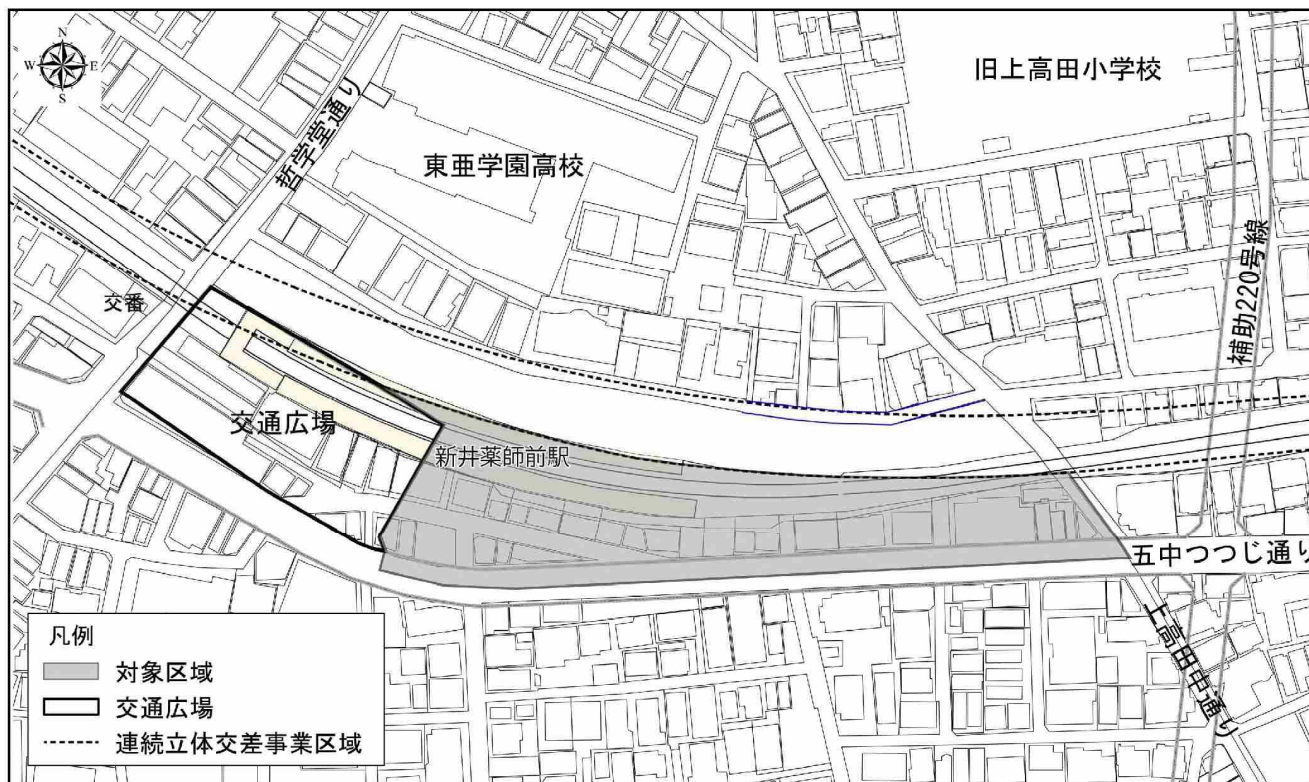 N
W E
S
哲学堂通り
東亜学園高校
旧上高田小学校
補助220号線
交番
交通広場
新井薬師前駅
五中つつじ通り
上高田中通り
凡例
対象区域
交通広場
連続立体交差事業区域